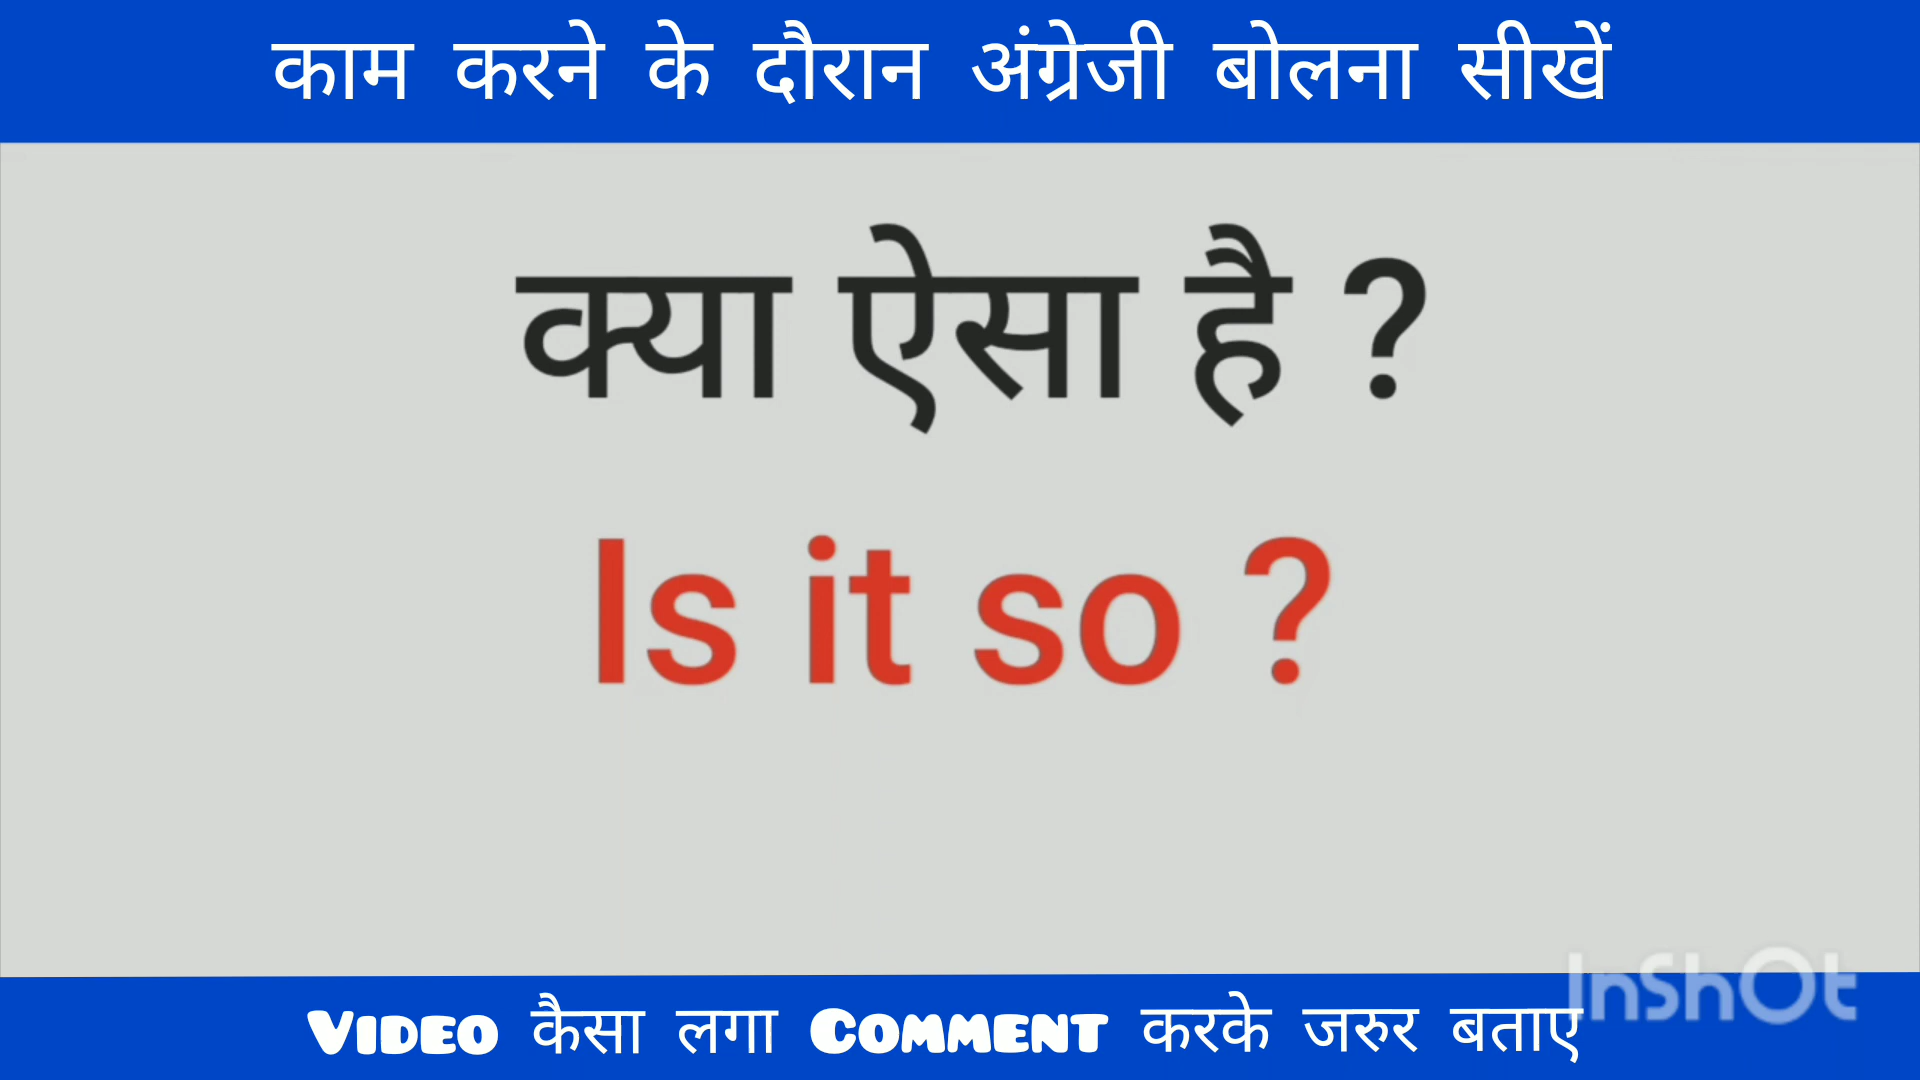 काम करने के दौरान अंग्रेजी बोलना सीखें
क्या ऐसा है ?
Is it so ?
InShOt
VIDEO कैसा लगा COMMENT करके जरुर बताए